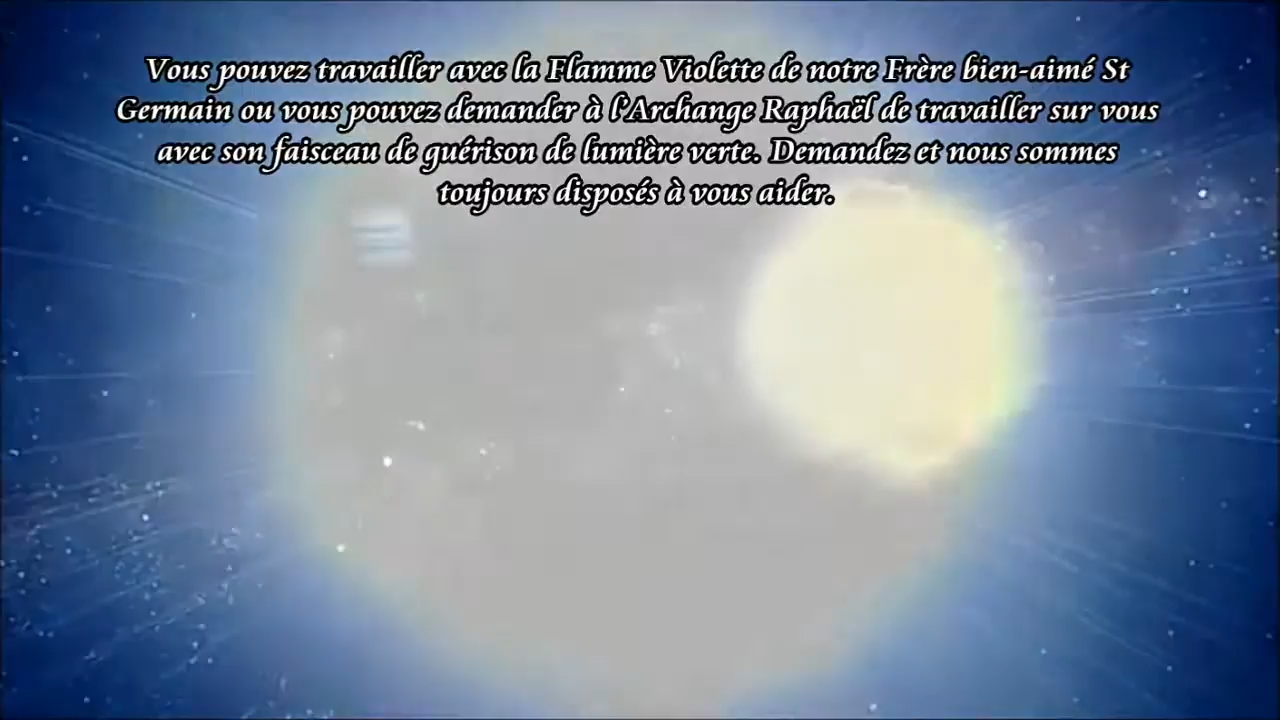 Vous pouvez travailler avec la Flamme Violette de notre Frère bien-aimé St
Germain ou vous pouvez demander à l'Archange Raphaël de travailler sur vous
avec son faisceau de guérison de lumière verte. Demandez et nous sommes
toujours disposés à vous aider.